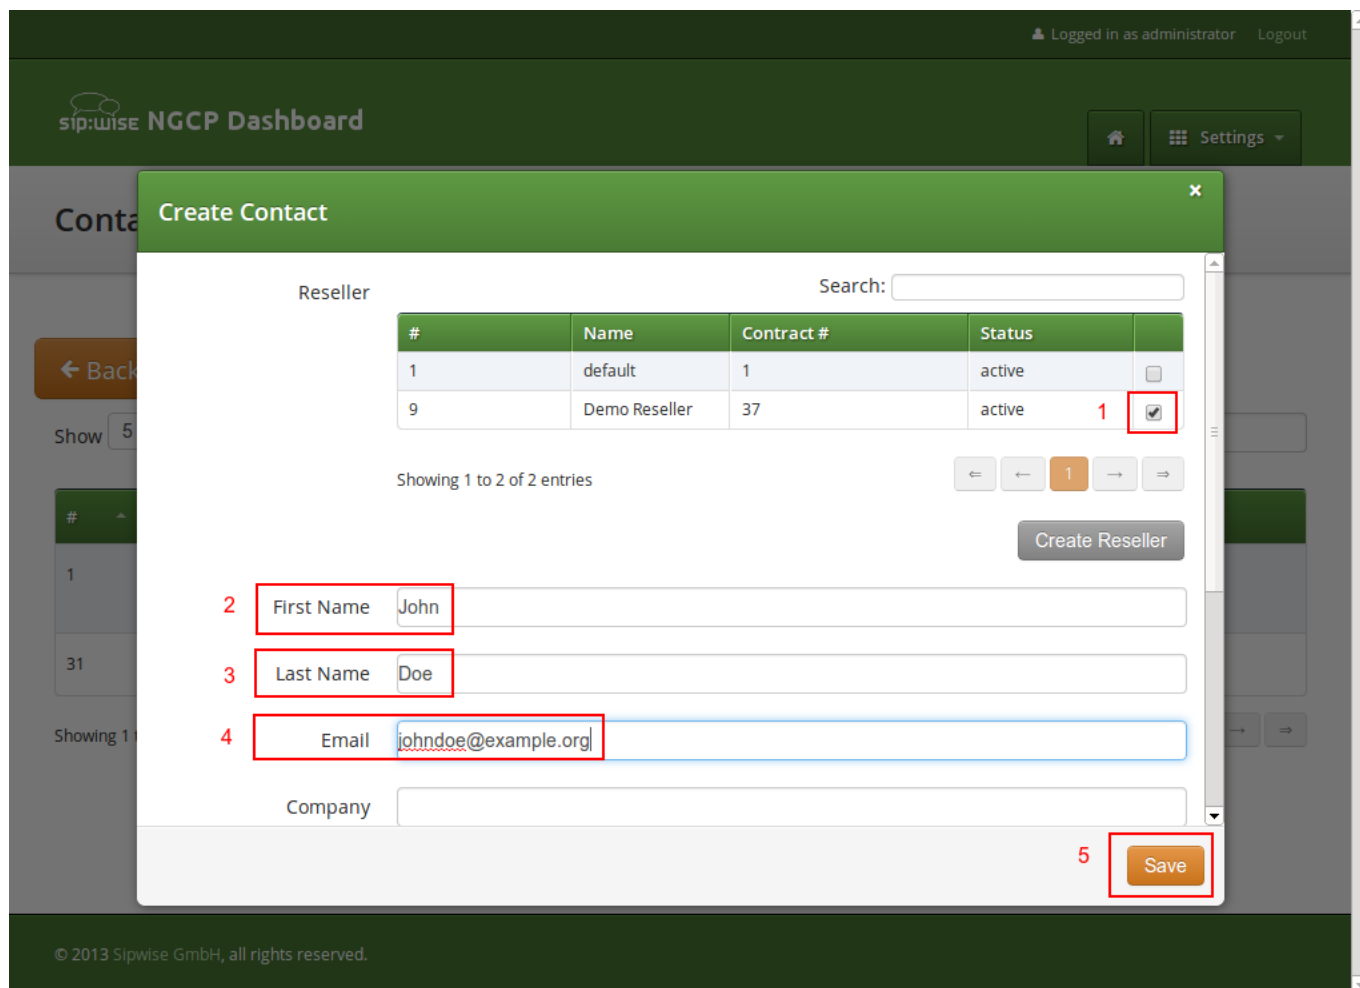 Logged in as administrator Logout
sip:wise NGCP Dashboard
Settings
Conta
Create Contact
×
Reseller
Search:
# Name Contract # Status
1 default 1 active
9 Demo Reseller 37 active 1
Showing 1 to 2 of 2 entries
⇐ ← 1 → ⇒
Create Reseller
Back
Show 5
#
1
31
Showing 1
→ ⇒
2 First Name John
3 Last Name Doe
4 Email johndoe@example.org
Company
5 Save
© 2013 Sipwise GmbH, all rights reserved.